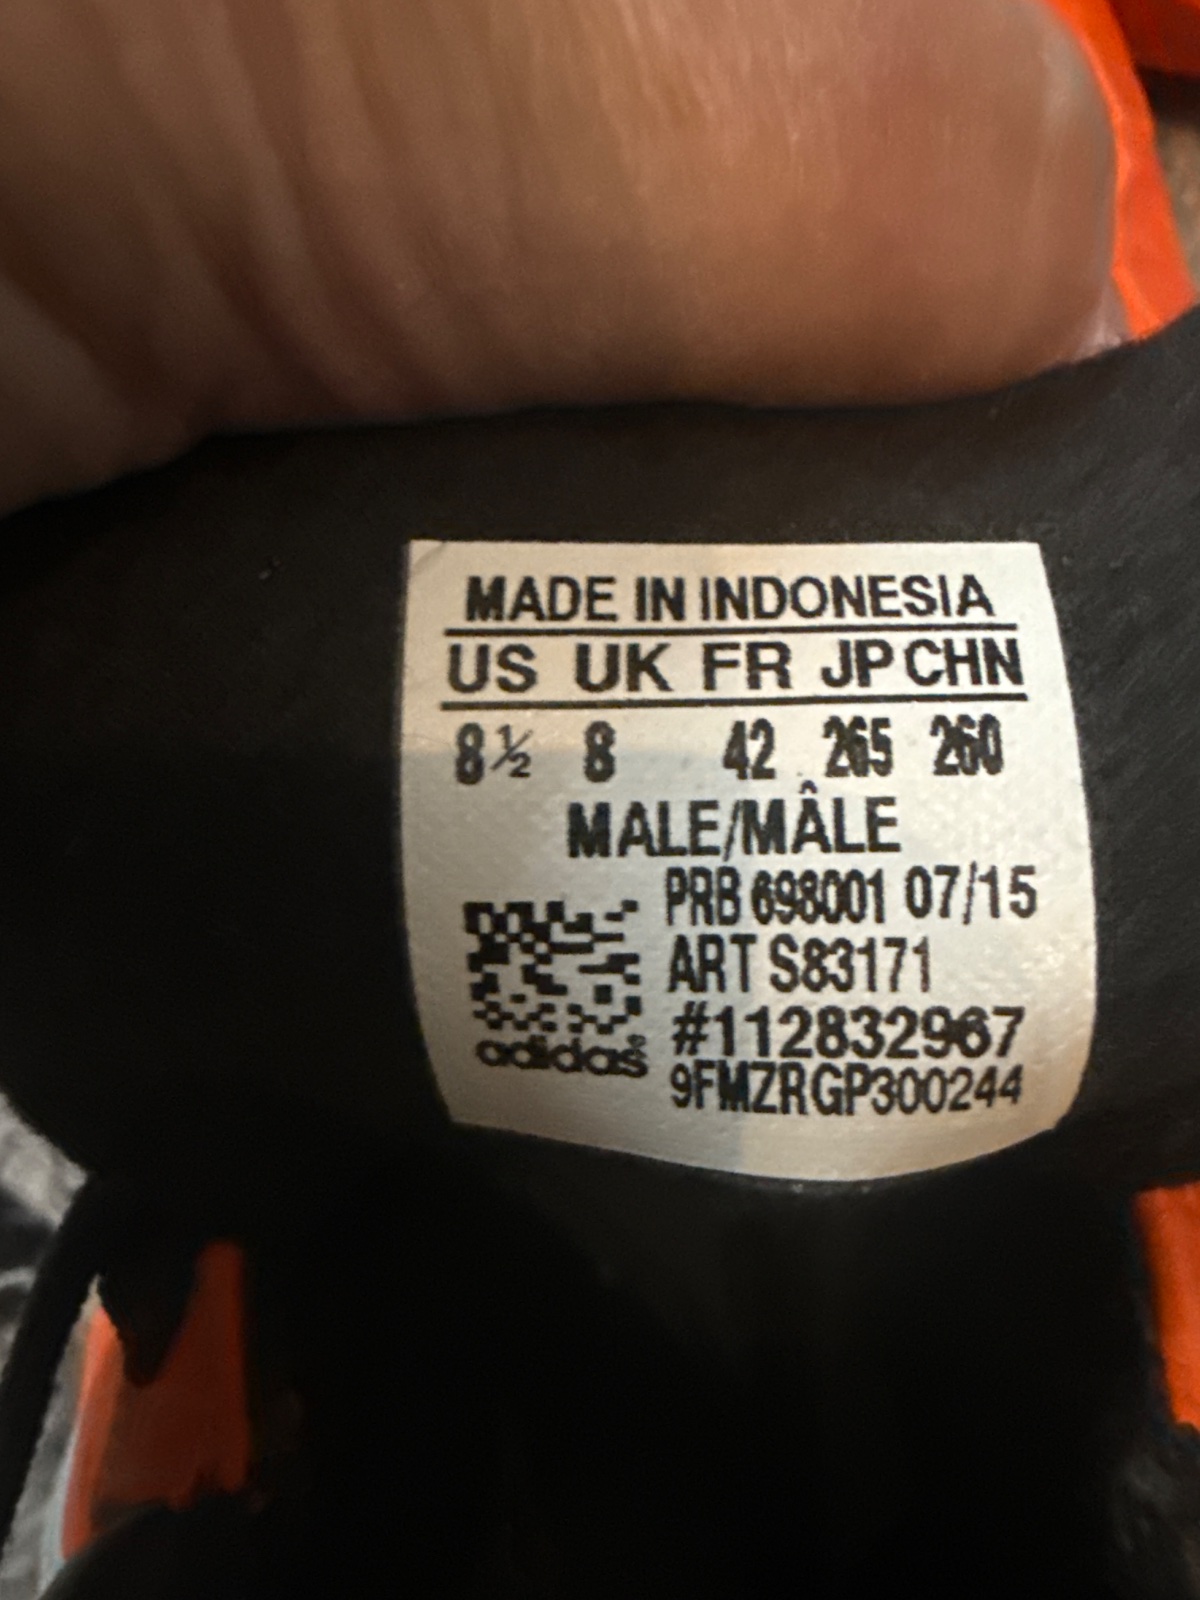 MADE IN INDONESIA
US UK FR JP CHN
8½ 8 42 265 260
MALE/MÂLE
PRB 698001 07/15
ART S83171
#112832967
9FMZRGP300244
adidas